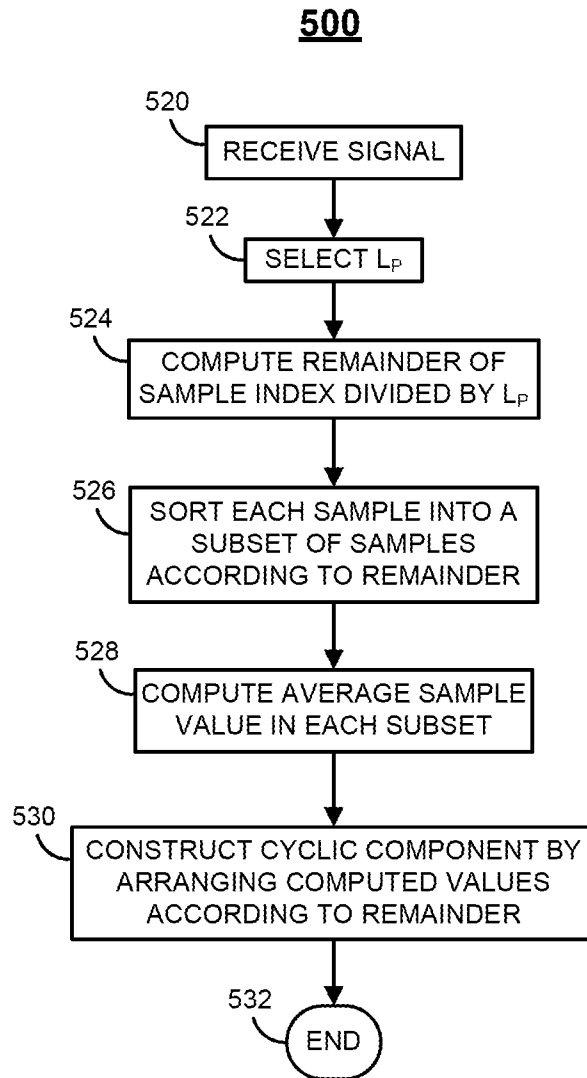 500
520
RECEIVE SIGNAL
522
SELECT LP
524
COMPUTE REMAINDER OF
SAMPLE INDEX DIVIDED BY LP
526
SORT EACH SAMPLE INTO A
SUBSET OF SAMPLES
ACCORDING TO REMAINDER
528
COMPUTE AVERAGE SAMPLE
VALUE IN EACH SUBSET
530
CONSTRUCT CYCLIC COMPONENT BY
ARRANGING COMPUTED VALUES
ACCORDING TO REMAINDER
532
END